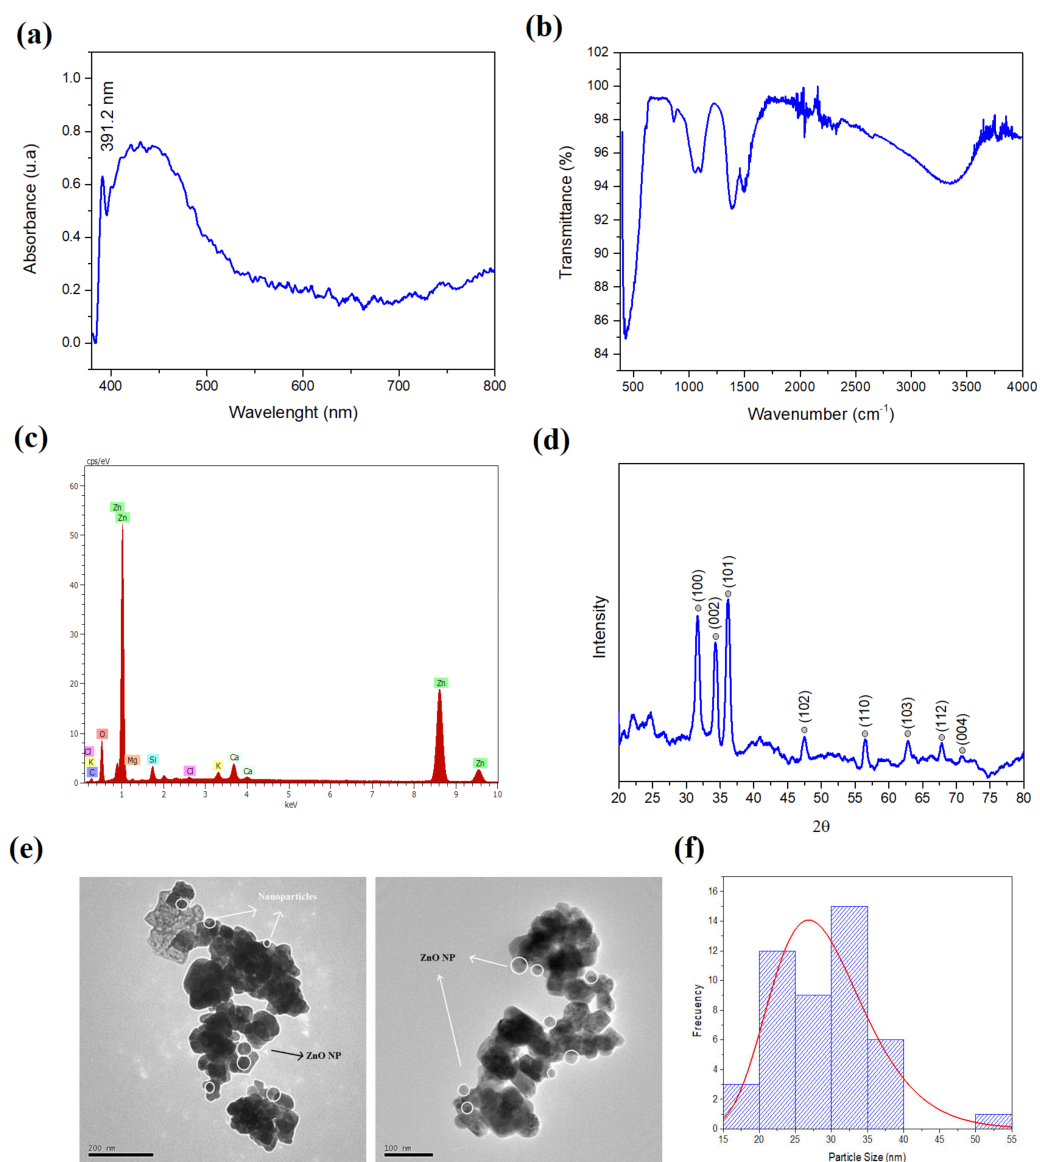 (a)
391.2 nm
1.0
0.8
0.6
0.4
0.2
0.0
Absorbance (u.a)
400 500 600 700 800
Wavelenght (nm)
(b)
102
100
98
96
94
92
90
88
86
84
Transmittance (%)
500 1000 1500 2000 2500 3000 3500 4000
Wavenumber (cm-1)
(c)
cps/eV
60
50
40
30
20
10
0
Zn
Zn
Cl
K
C
O
Mg
Si
Cl
K
Ca
Ca
Zn
Zn
1 2 3 4 5 6 7 8 9 10
keV
(d)
Intensity
(100)
(002)
(101)
(102)
(110)
(103)
(112)
(004)
20 25 30 35 40 45 50 55 60 65 70 75 80
2θ
(e)
Nanoparticles
ZnO NP
200 nm
ZnO NP
100 nm
(f)
16
14
12
10
8
6
4
2
0
Frecuency
15 20 25 30 35 40 45 50 55
Particle Size (nm)